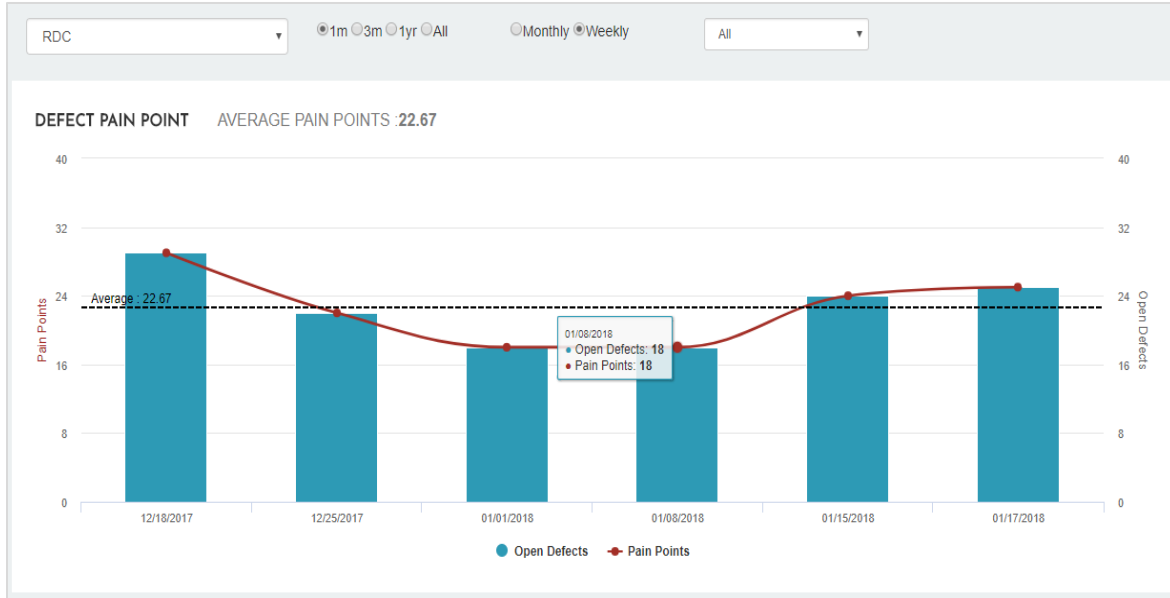 RDC 1m 3m 1yr All Monthly Weekly All
DEFECT PAIN POINT AVERAGE PAIN POINTS :22.67
40 40
32 32
24 Average : 22.67 24
Pain Points
Open Defects
01/08/2018
Open Defects: 18
Pain Points: 18
16 16
8 8
0 0
12/18/2017 12/25/2017 01/01/2018 01/08/2018 01/15/2018 01/17/2018
Open Defects Pain Points